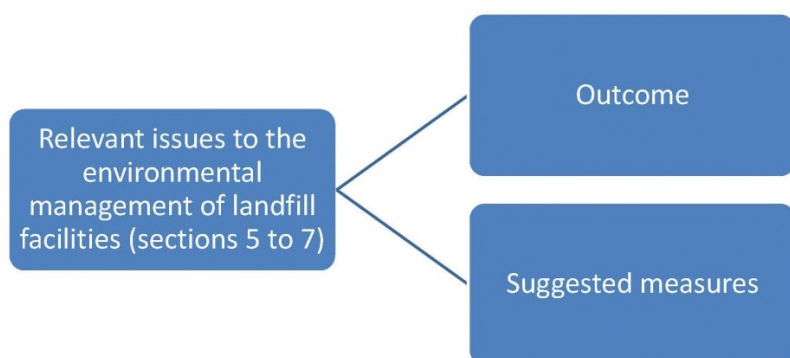 Relevant issues to the
environmental
management of landfill
facilities (sections 5 to 7)
Outcome
Suggested measures